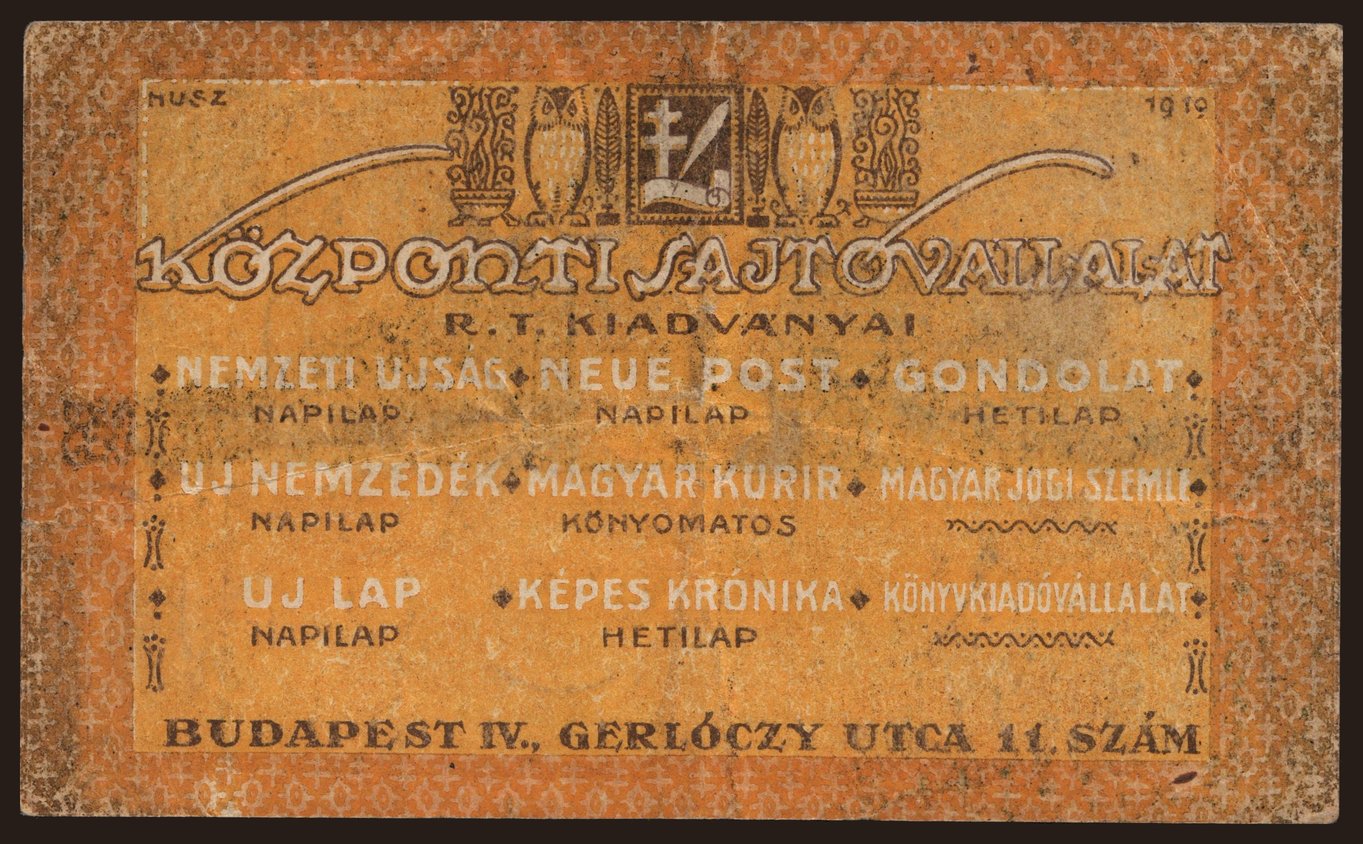 HUSZ 1919
KÖZPONTI SAJTÓVÁLLALAT
R.T. KIADVÁNYAI
NEMZETI UJSÁG NEUE POST GONDOLAT
NAPILAP NAPILAP HETILAP
UJ NEMZEDÉK MAGYAR KURIR MAGYAR JOGI SZEMLE
NAPILAP KŐNYOMATOS
UJ LAP KÉPES KRÓNIKA KÖNYVKIADÓVÁLLALAT
NAPILAP HETILAP
BUDAPEST IV., GERLÓCZY UTCA 11. SZÁM